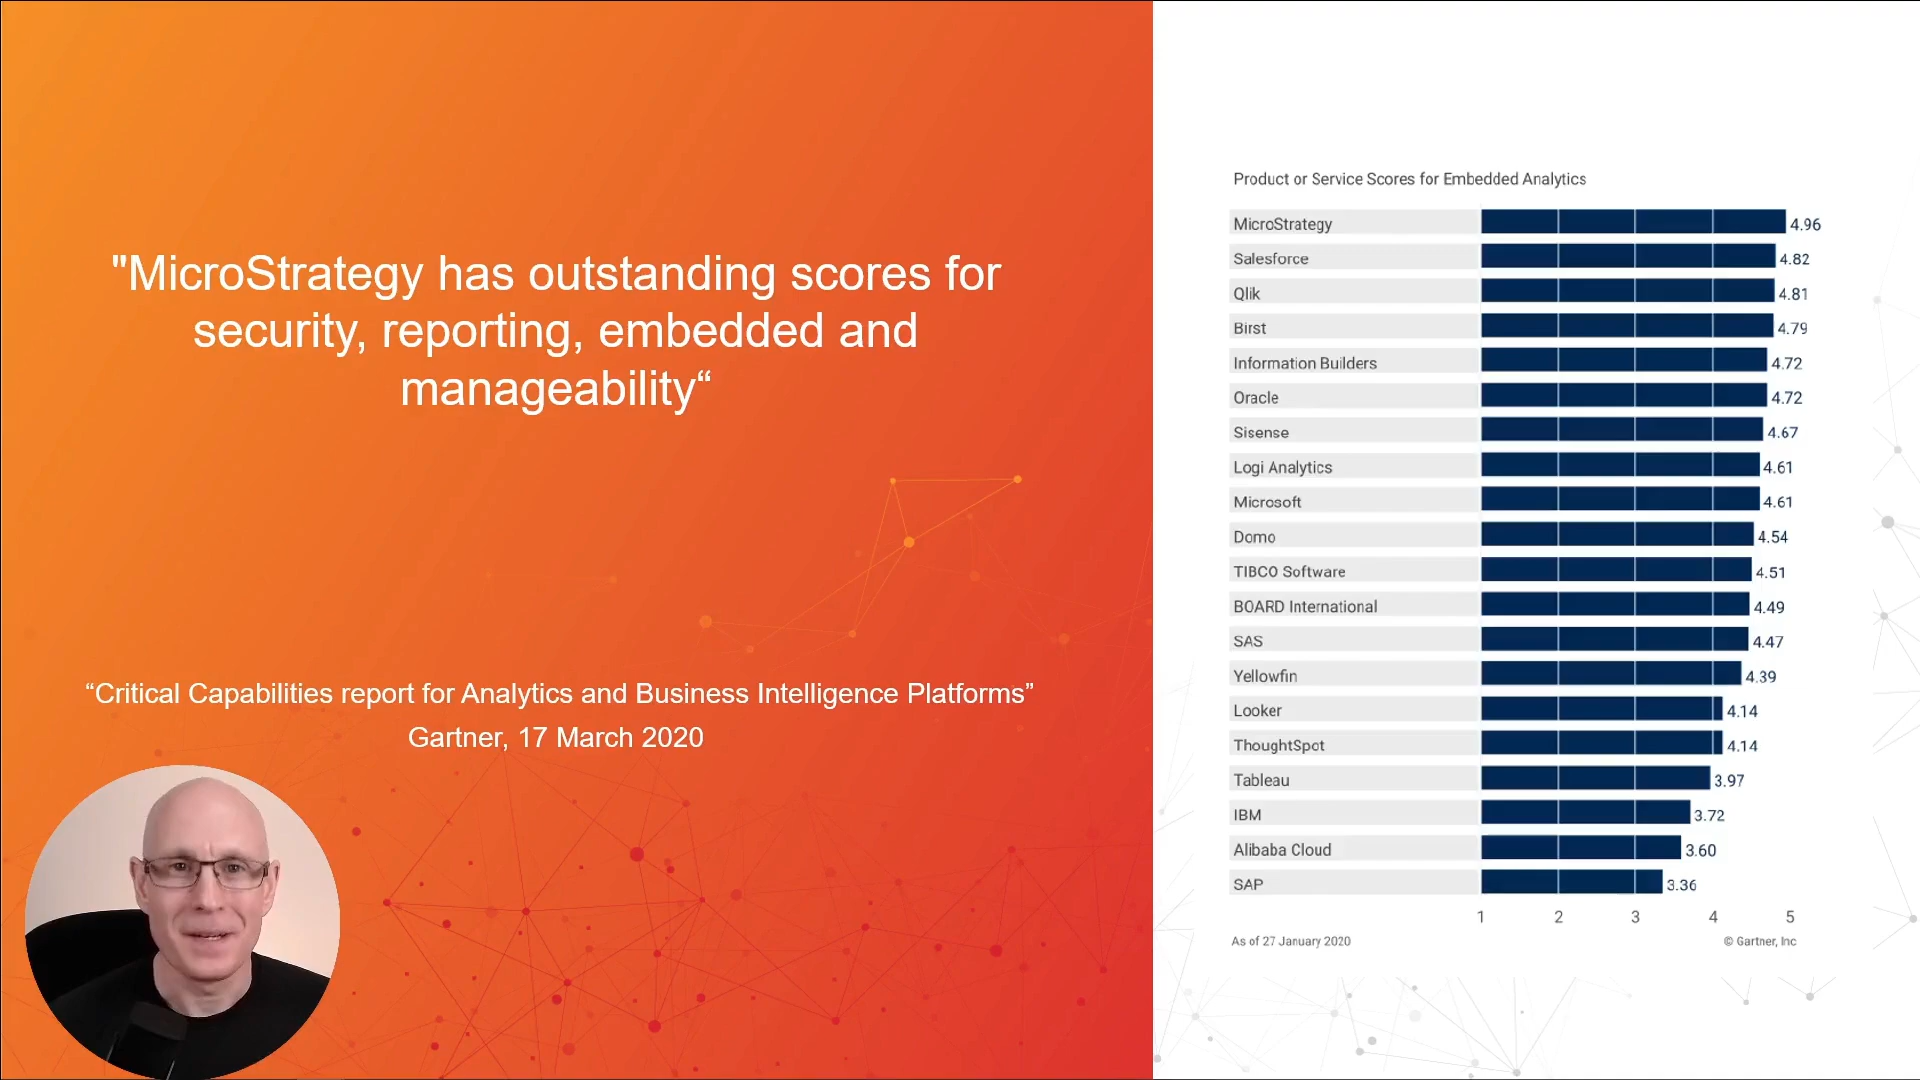 "MicroStrategy has outstanding scores for
security, reporting, embedded and
manageability“
“Critical Capabilities report for Analytics and Business Intelligence Platforms”
Gartner, 17 March 2020
Product or Service Scores for Embedded Analytics
MicroStrategy 4.96
Salesforce 4.82
Qlik 4.81
Birst 4.79
Information Builders 4.72
Oracle 4.72
Sisense 4.67
Logi Analytics 4.61
Microsoft 4.61
Domo 4.54
TIBCO Software 4.51
BOARD International 4.49
SAS 4.47
Yellowfin 4.39
Looker 4.14
ThoughtSpot 4.14
Tableau 3.97
IBM 3.72
Alibaba Cloud 3.60
SAP 3.36
1 2 3 4 5
As of 27 January 2020 © Gartner, Inc